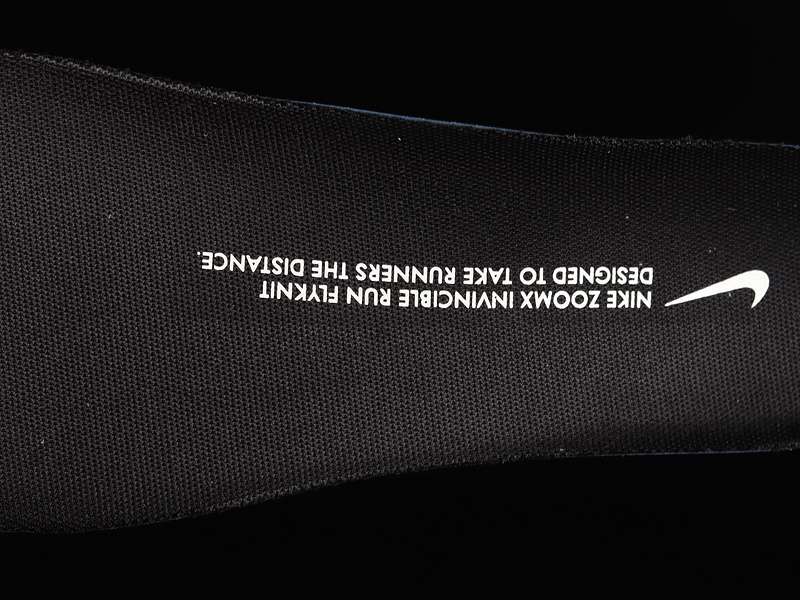 NIKE ZOOMX INVINCIBLE RUN FLYKNIT
DESIGNED TO TAKE RUNNERS THE DISTANCE.